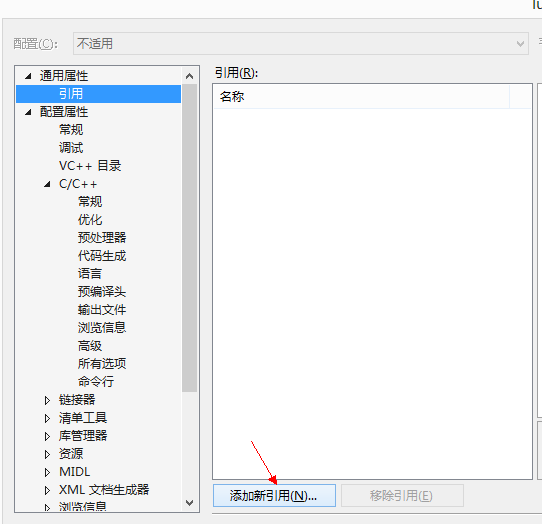 lu
配置(C):
不适用
通用属性
引用
配置属性
常规
调试
VC++ 目录
C/C++
常规
优化
预处理器
代码生成
语言
预编译头
输出文件
浏览信息
高级
所有选项
命令行
链接器
清单工具
库管理器
资源
MIDL
XML 文档生成器
浏览信息
引用(R):
名称
添加新引用(N)...
移除引用(E)